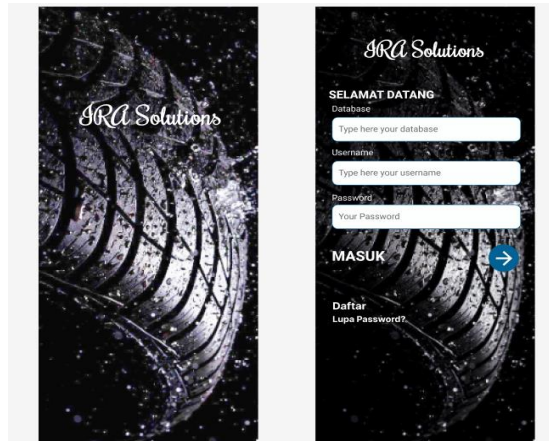 IRA Solutions
IRA Solutions
SELAMAT DATANG
Database
Type here your database
Username
Type here your username
Password
Your Password
MASUK
Daftar
Lupa Password?